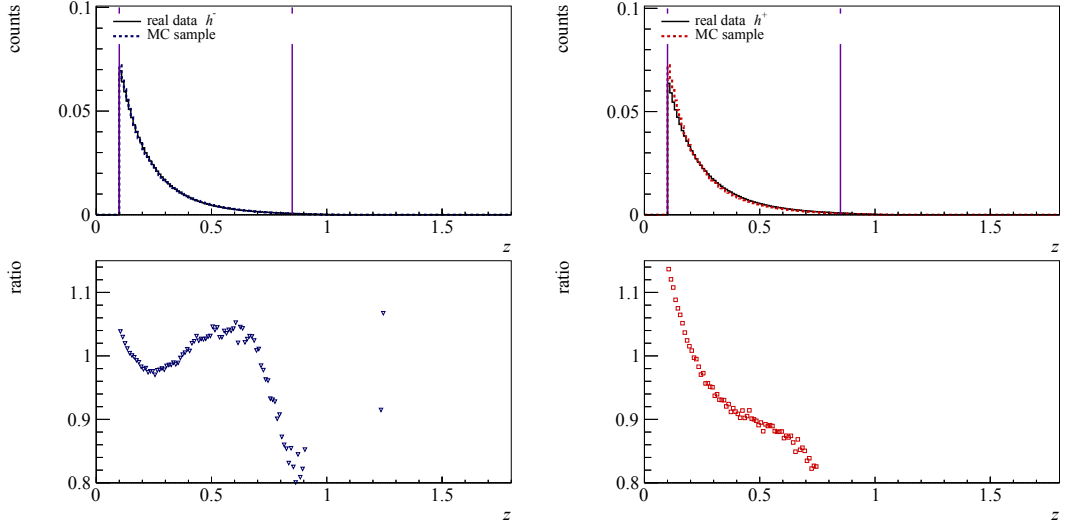 counts
0.1
0.05
0
real data h⁻
MC sample
0 0.5 1 1.5
z
counts
0.1
0.05
0
real data h⁺
MC sample
0 0.5 1 1.5
z
ratio
1.1
1
0.9
0.8
0 0.5 1 1.5
z
ratio
1.1
1
0.9
0.8
0 0.5 1 1.5
z